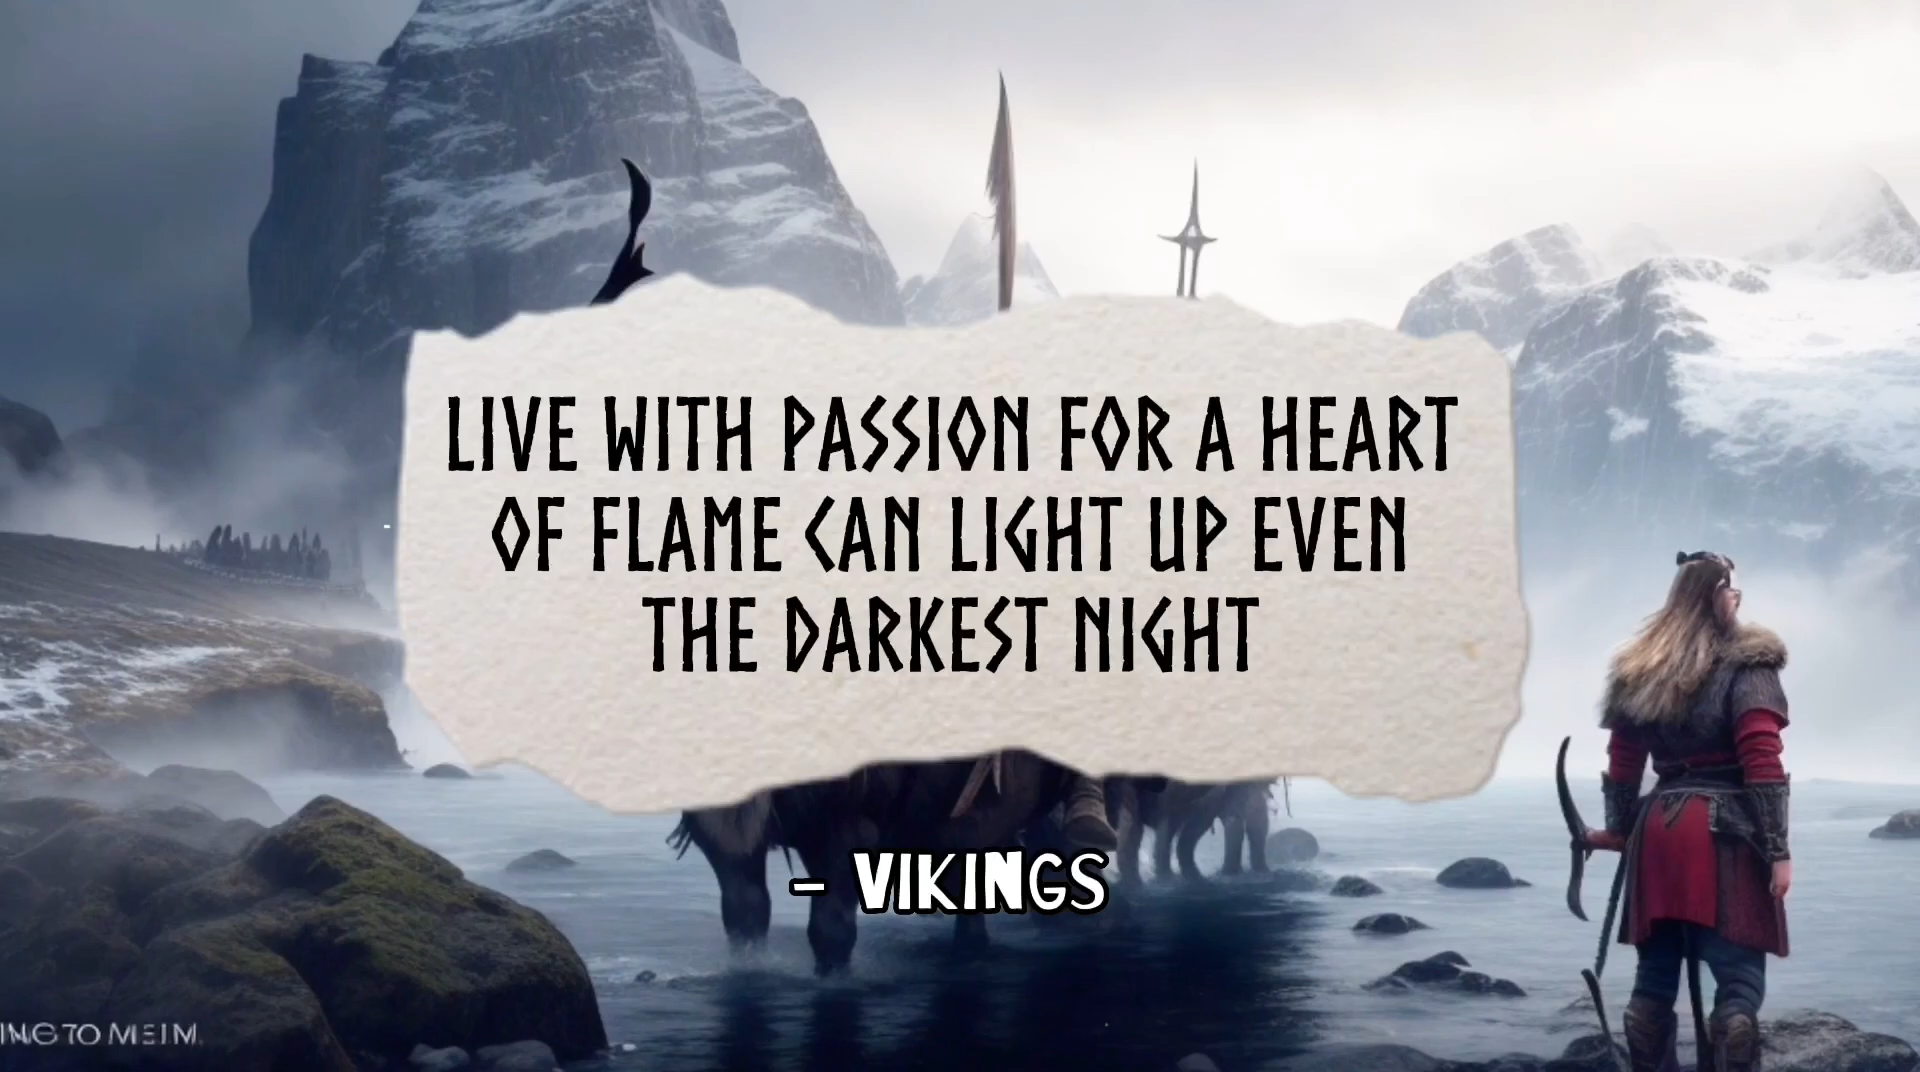 LIVE WITH PASSION FOR A HEART
OF FLAME CAN LIGHT UP EVEN
THE DARKEST NIGHT
- VIKINGS